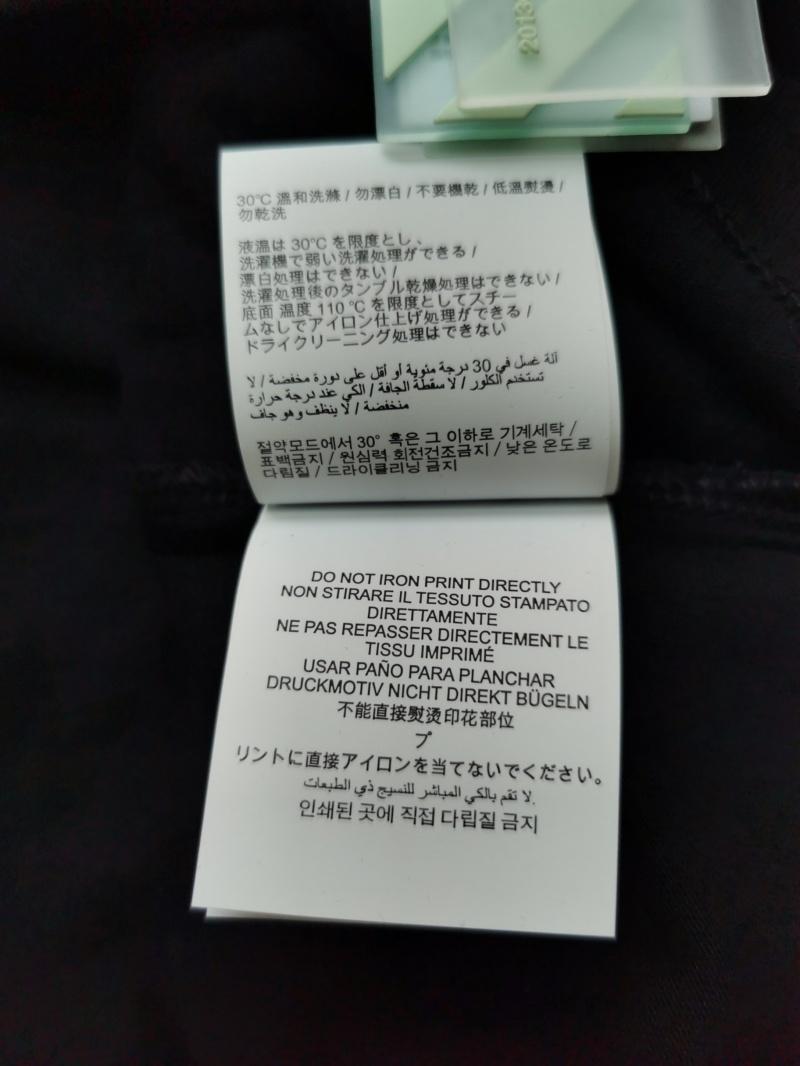 2013
30℃ 溫和洗滌 / 勿漂白 / 不要機乾 / 低溫熨燙 /
勿乾洗
液温は 30℃ を限度とし、
洗濯機で弱い洗濯処理ができる /
漂白処理はできない /
洗濯処理後のタンブル乾燥処理はできない /
底面 温度 110 ℃ を限度としてスチー
ムなしでアイロン仕上げ処理ができる /
ドライクリーニング処理はできない
آلة غسل في 30 درجة مئوية أو أقل على دورة مخفضة / لا
تستخدم الكلور / لا سقطة الجافة / الكي عند درجة حرارة
منخفضة / لا ينظف وهو جاف
절약모드에서 30° 혹은 그 이하로 기계세탁 /
표백금지 / 원심력 회전건조금지 / 낮은 온도로
다림질 / 드라이클리닝 금지
DO NOT IRON PRINT DIRECTLY
NON STIRARE IL TESSUTO STAMPATO
DIRETTAMENTE
NE PAS REPASSER DIRECTEMENT LE
TISSU IMPRIMÉ
USAR PAÑO PARA PLANCHAR
DRUCKMOTIV NICHT DIREKT BÜGELN
不能直接熨烫印花部位
プ
リントに直接アイロンを当てないでください。
لا تقم بالكي المباشر للنسيج ذي الطبعات.
인쇄된 곳에 직접 다림질 금지